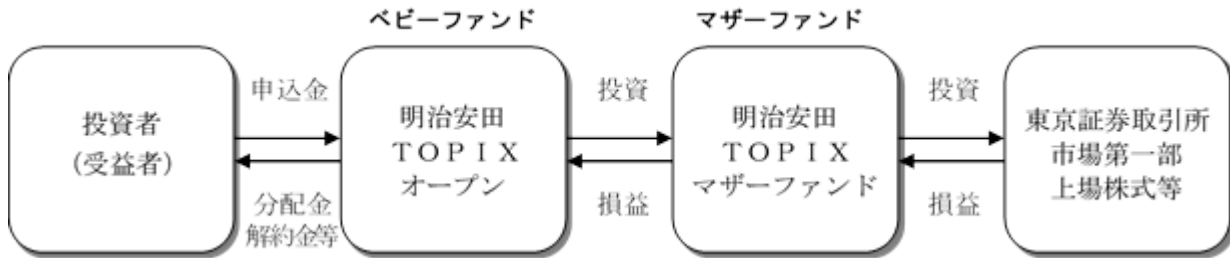 ベビーファンド
マザーファンド
投資者
(受益者)
申込金
分配金
解約金等
明治安田
ＴＯＰＩＸ
オープン
投資
損益
明治安田
ＴＯＰＩＸ
マザーファンド
投資
損益
東京証券取引所
市場第一部
上場株式等